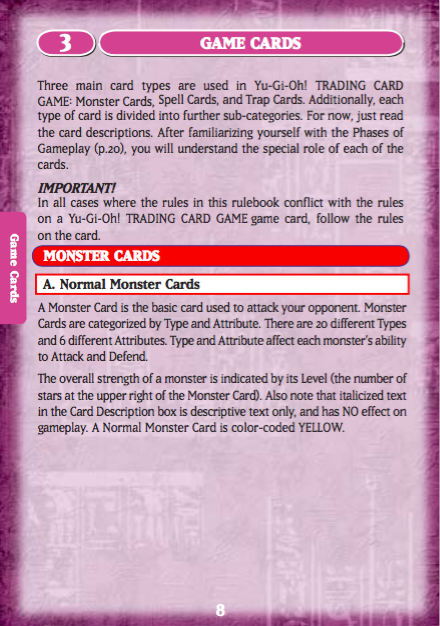 3
GAME CARDS
Three main card types are used in Yu-Gi-Oh! TRADING CARD
GAME: Monster Cards, Spell Cards, and Trap Cards. Additionally, each
type of card is divided into further sub-categories. For now, just read
the card descriptions. After familiarizing yourself with the Phases of
Gameplay (p.20), you will understand the special role of each of the
cards.
IMPORTANT!
In all cases where the rules in this rulebook conflict with the rules
on a Yu-Gi-Oh! TRADING CARD GAME game card, follow the rules
on the card.
MONSTER CARDS
A. Normal Monster Cards
A Monster Card is the basic card used to attack your opponent. Monster
Cards are categorized by Type and Attribute. There are 20 different Types
and 6 different Attributes. Type and Attribute affect each monster's ability
to Attack and Defend.
The overall strength of a monster is indicated by its Level (the number of
stars at the upper right of the Monster Card). Also note that italicized text
in the Card Description box is descriptive text only, and has NO effect on
gameplay. A Normal Monster Card is color-coded YELLOW.
Game Cards
8